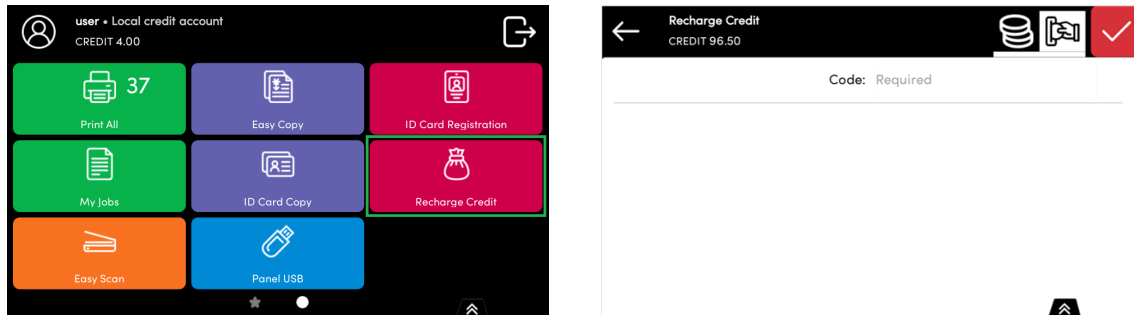 user • Local credit account
CREDIT 4.00
37
Print All
Easy Copy
ID Card Registration
My Jobs
ID Card Copy
Recharge Credit
Easy Scan
Panel USB
Recharge Credit
CREDIT 96.50
Code: Required